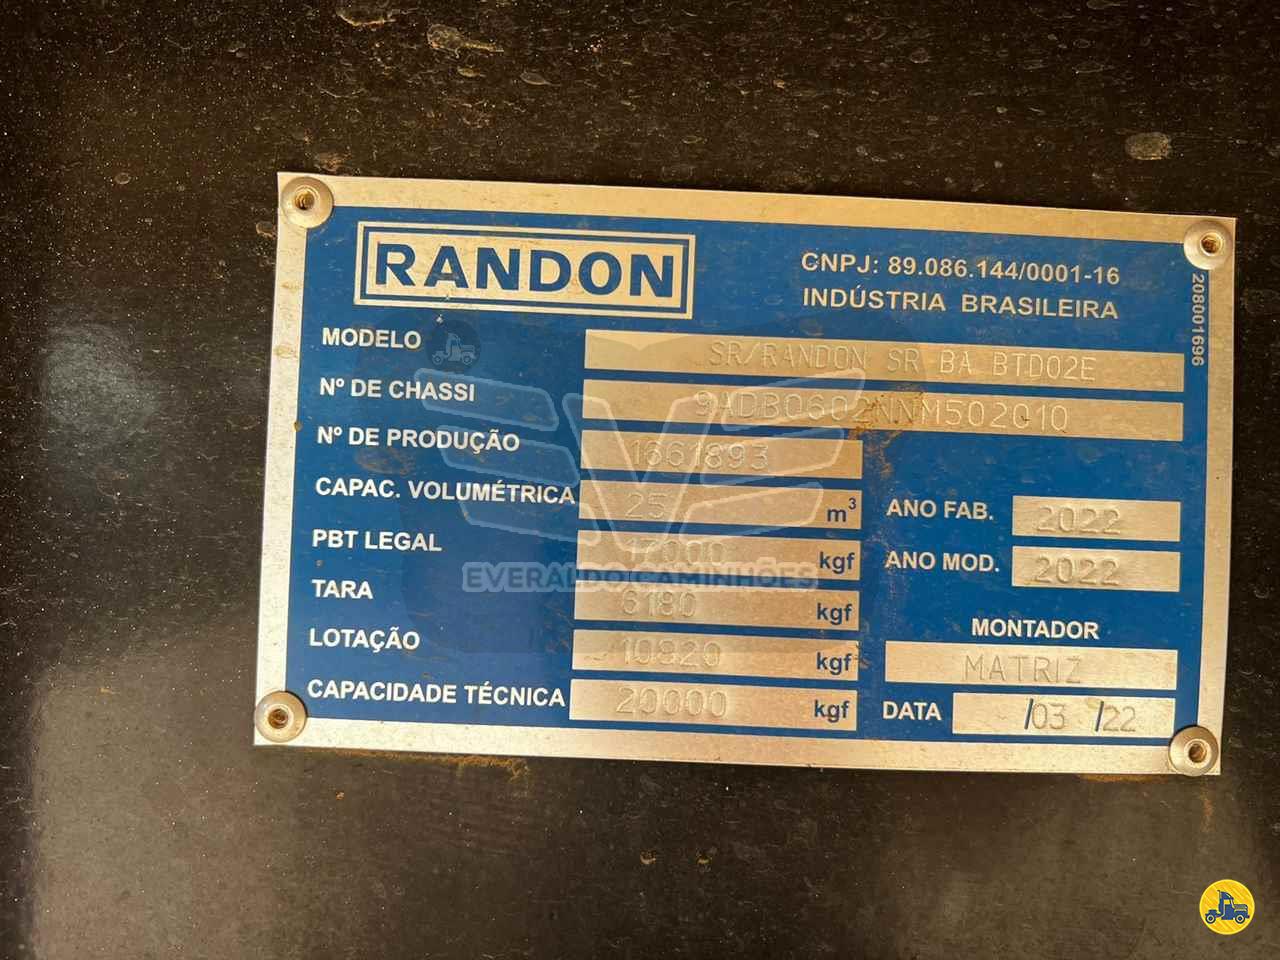 RANDON
CNPJ: 89.086.144/0001-16
INDÚSTRIA BRASILEIRA
208001696
MODELO SR/RANDON SR BA BTD02E
Nº DE CHASSI 9ADB0602NNM502010
Nº DE PRODUÇÃO 1661893
CAPAC. VOLUMÉTRICA 25 m³ ANO FAB. 2022
PBT LEGAL 17000 kgf ANO MOD. 2022
EVERALDO CAMINHÕES
TARA 6180 kgf
MONTADOR
LOTAÇÃO 10820 kgf MATRIZ
CAPACIDADE TÉCNICA 20000 kgf DATA /03 /22